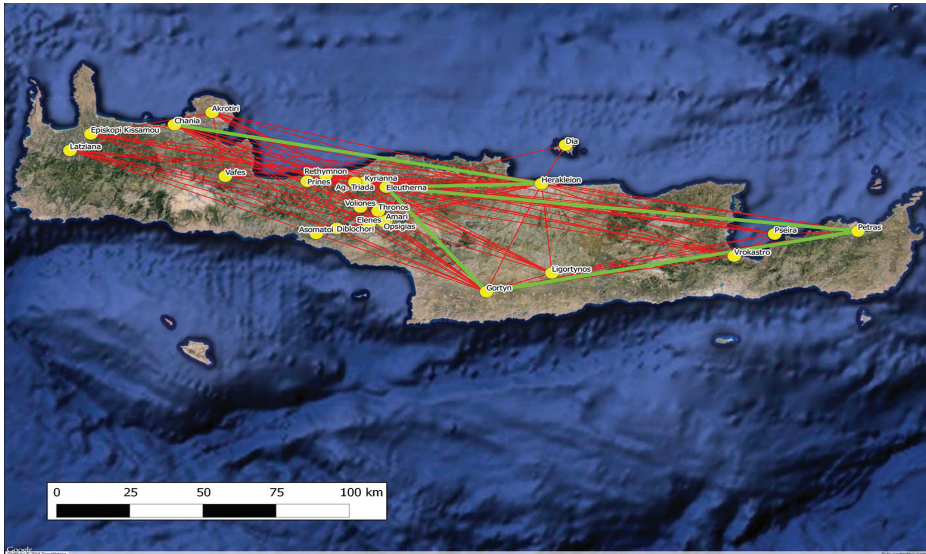 Akrotiri
Chania
Episkopi Kissamou
Latziana
Dia
Vafes
Rethymnon
Prines
Kyrianna
Ag. Triada
Eleutherna
Herakleion
Voliones
Thronos
Amari
Elenes
Opsigias
Asomatoi
Diblochori
Pseira
Petras
Vrokastro
Ligortynos
Gortyn
0 25 50 75 100 km
Google